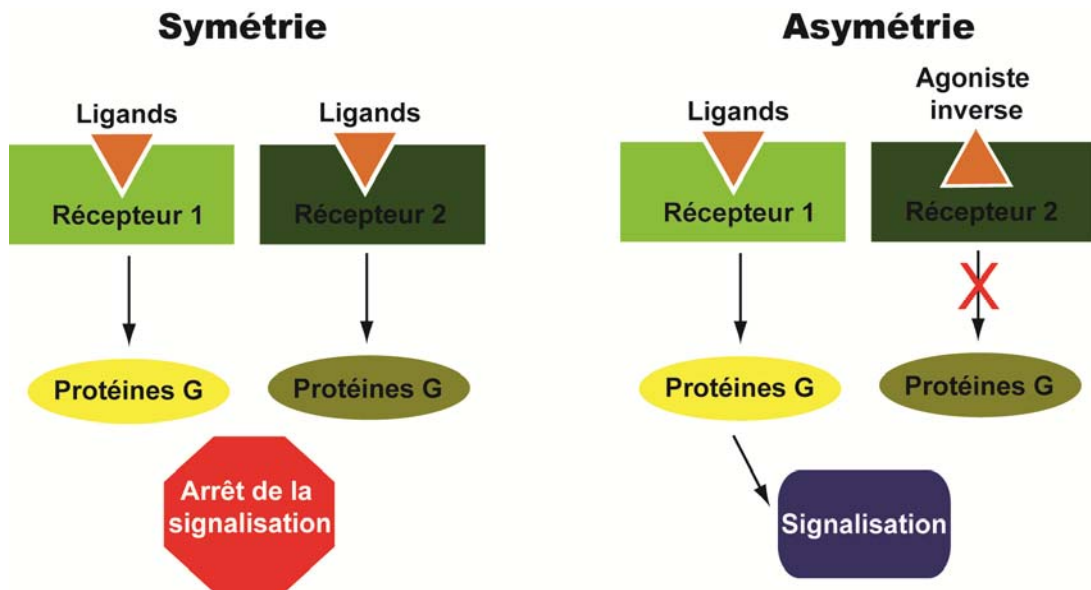 Symétrie
Ligands
Ligands
Récepteur 1
Récepteur 2
Protéines G
Protéines G
Arrêt de la
signalisation
Asymétrie
Ligands
Agoniste
inverse
Récepteur 1
Récepteur 2
X
Protéines G
Protéines G
Signalisation